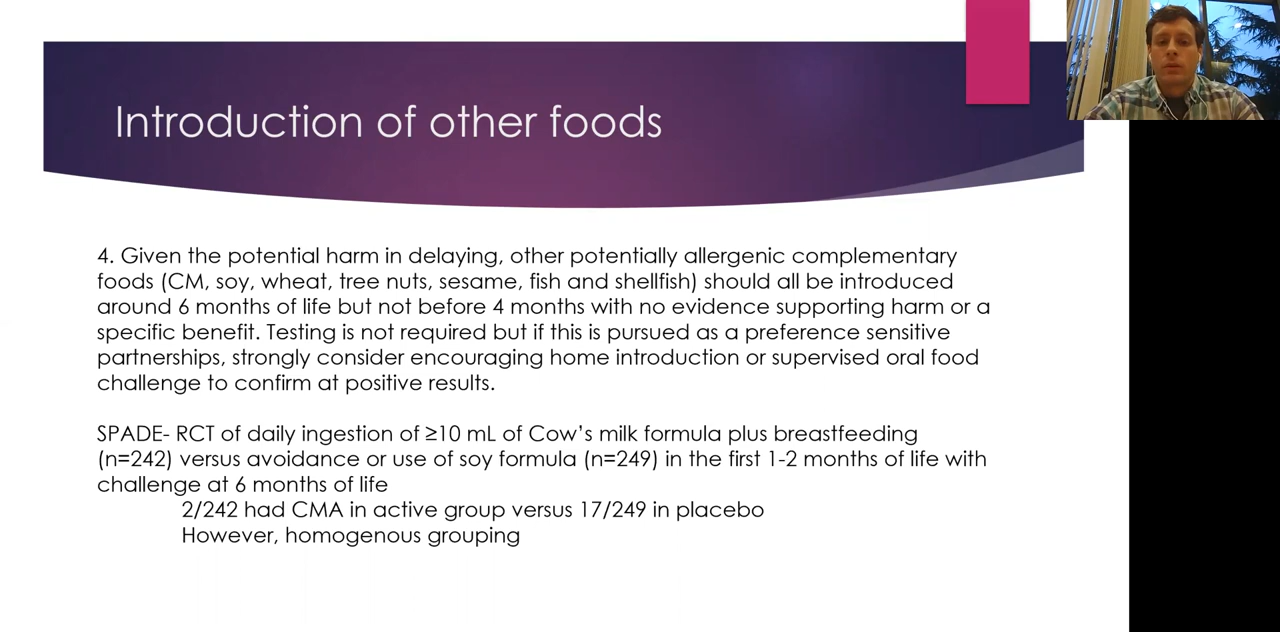 Introduction of other foods
4. Given the potential harm in delaying, other potentially allergenic complementary
foods (CM, soy, wheat, tree nuts, sesame, fish and shellfish) should all be introduced
around 6 months of life but not before 4 months with no evidence supporting harm or a
specific benefit. Testing is not required but if this is pursued as a preference sensitive
partnerships, strongly consider encouraging home introduction or supervised oral food
challenge to confirm at positive results.
SPADE- RCT of daily ingestion of ≥10 mL of Cow’s milk formula plus breastfeeding
(n=242) versus avoidance or use of soy formula (n=249) in the first 1-2 months of life with
challenge at 6 months of life
2/242 had CMA in active group versus 17/249 in placebo
However, homogenous grouping